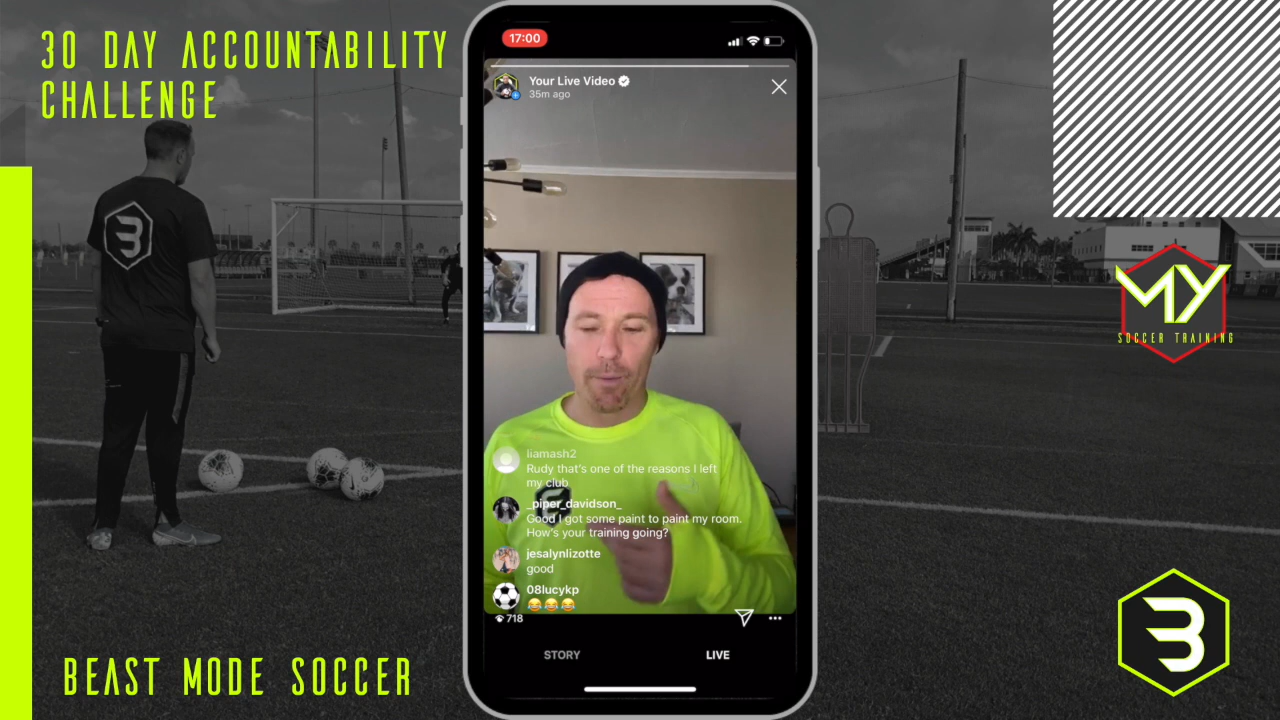 30 DAY ACCOUNTABILITY
CHALLENGE
17:00
Your Live Video
35m ago
liamash2
Rudy that's one of the reasons I left
my club
_piper_davidson_
Good I got some paint to paint my room.
How's your training going?
jesalynlizotte
good
08lucykp
😂😂😂
718
STORY
LIVE
MY
SOCCER TRAINING
BEAST MODE SOCCER